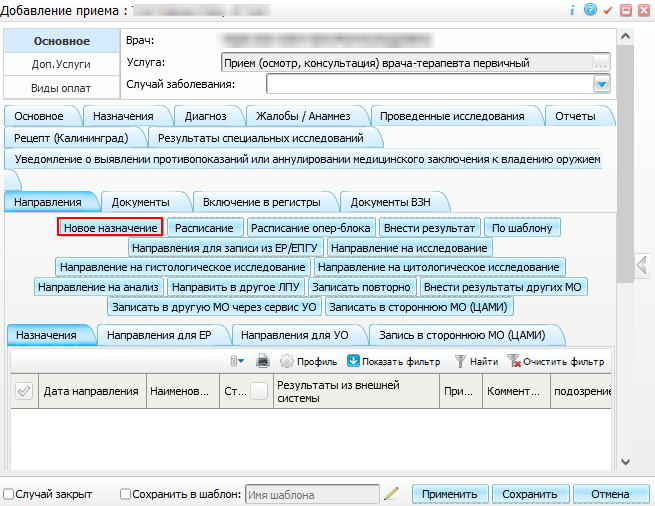 Добавление приема :
Основное
Доп.Услуги
Виды оплат
Врач:
Услуга: Прием (осмотр, консультация) врача-терапевта первичный ...
Случай заболевания:
Основное Назначения Диагноз Жалобы / Анамнез Проведенные исследования Отчеты
Рецепт (Калининград) Результаты специальных исследований
Уведомление о выявлении противопоказаний или аннулировании медицинского заключения к владению оружием
Направления Документы Включение в регистры Документы ВЗН
Новое назначение Расписание Расписание опер-блока Внести результат По шаблону
Направления для записи из ЕР/ЕПГУ Направление на исследование
Направление на гистологическое исследование Направление на цитологическое исследование
Направление на анализ Направить в другое ЛПУ Записать повторно Внести результаты других МО
Записать в другую МО через сервис УО Записать в стороннюю МО (ЦАМИ)
Назначения Направления для ЕР Направления для УО Запись в стороннюю МО (ЦАМИ)
Профиль Показать фильтр Найти Очистить фильтр
Дата направления Наименов... Ст... Результаты из внешней системы При... Коммент... подозрение
Случай закрыт Сохранить в шаблон: Имя шаблона Применить Сохранить Отмена